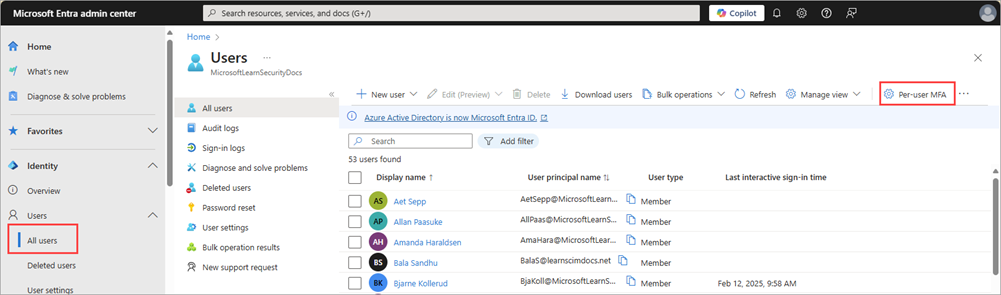 Microsoft Entra admin center
Search resources, services, and docs (G+/)
Copilot
Home
What's new
Diagnose & solve problems
Favorites
Identity
Overview
Users
All users
Deleted users
User settings
Home >
Users ...
MicrosoftLearnSecurityDocs
«
All users
Audit logs
Sign-in logs
Diagnose and solve problems
Deleted users
Password reset
User settings
Bulk operation results
New support request
New user Edit (Preview) Delete Download users Bulk operations Refresh Manage view Per-user MFA ...
Azure Active Directory is now Microsoft Entra ID.
Search Add filter
53 users found
Display name ↑ User principal name ↑↓ User type Last interactive sign-in time
AS Aet Sepp AetSepp@MicrosoftLearnS... Member
AP Allan Paasuke AllPaas@MicrosoftLearnS... Member
AH Amanda Haraldsen AmaHara@MicrosoftLear... Member
BS Bala Sandhu BalaS@learnscimdocs.net Member
BK Bjarne Kollerud BjaKoll@MicrosoftLearnS... Member Feb 12, 2025, 9:58 AM